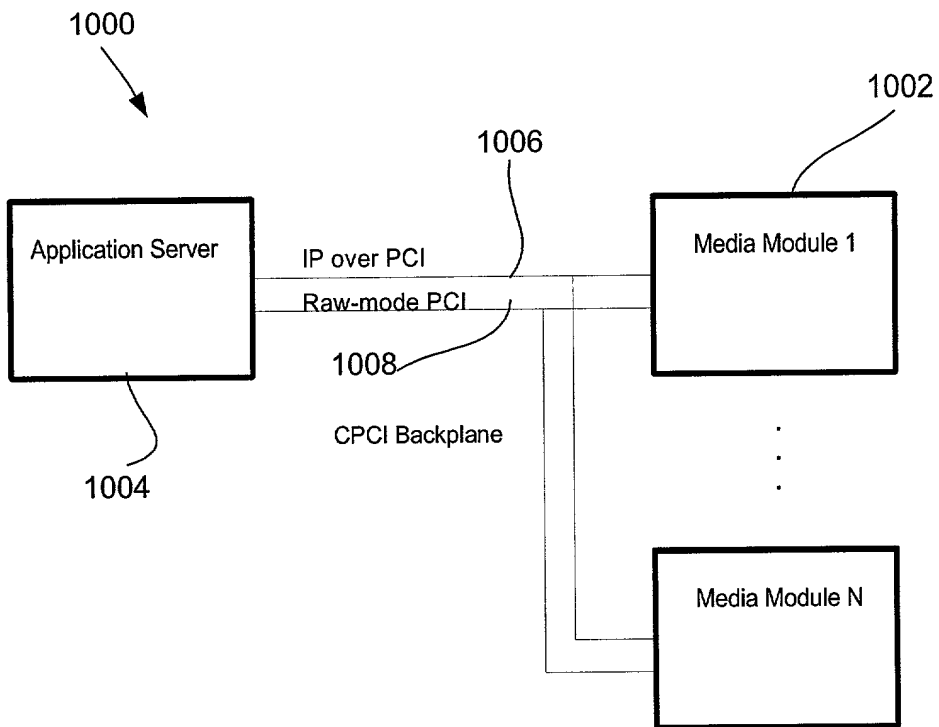 1000
1002
1006
Application Server
Media Module 1
IP over PCI
Raw-mode PCI
1008
CPCI Backplane
1004
Media Module N